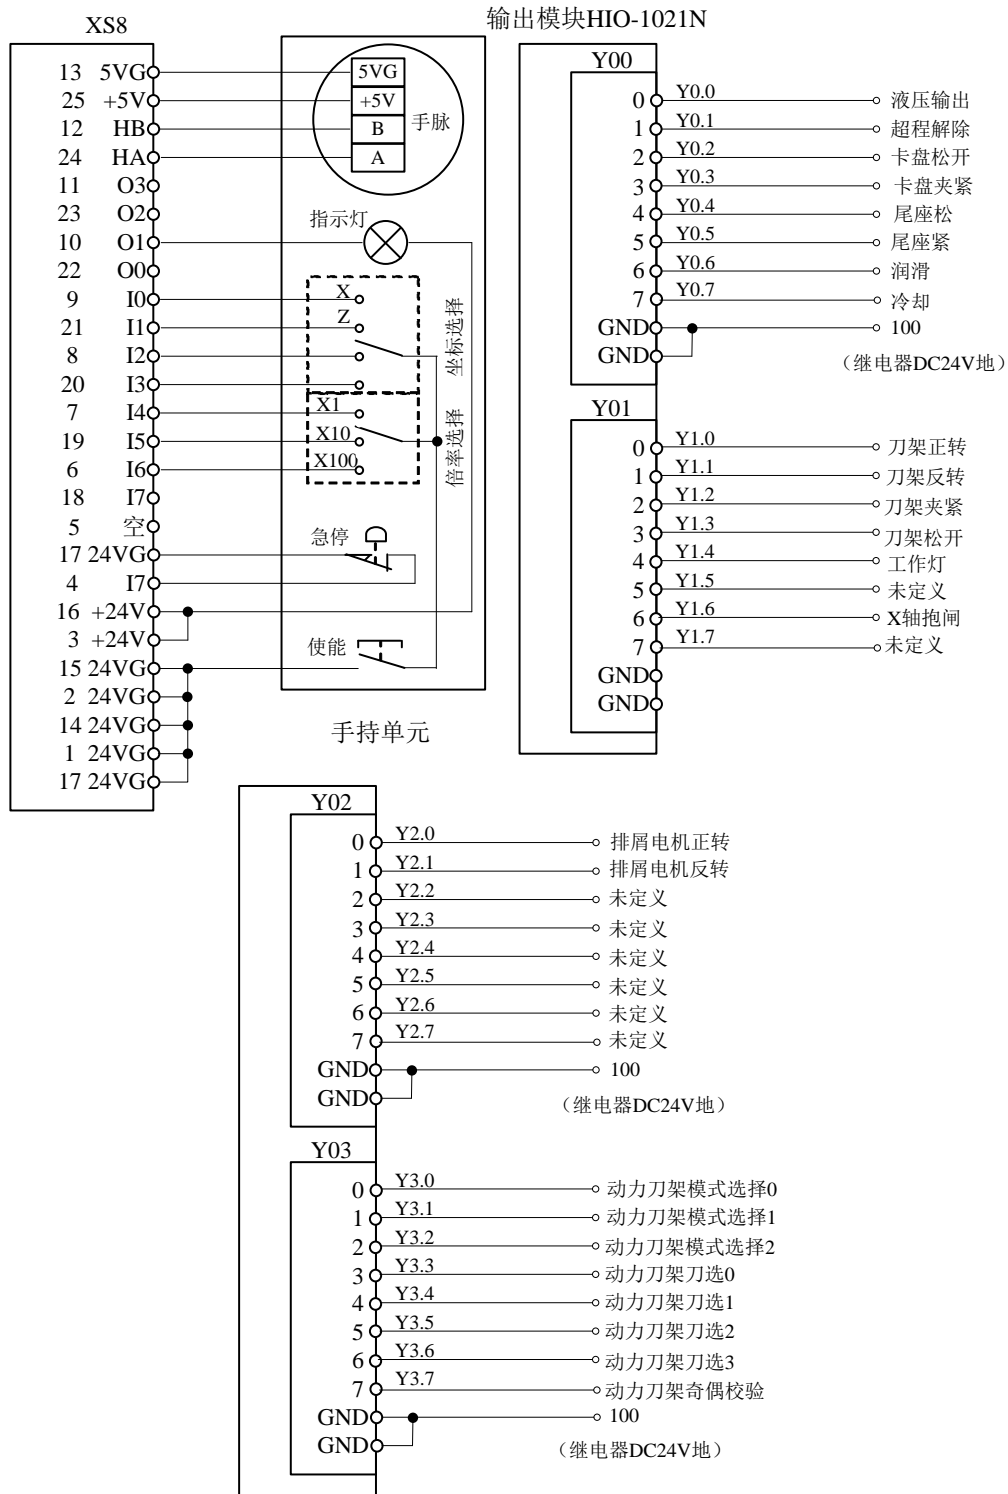 输出模块HIO-1021N
XS8
13 5VG
25 +5V
12 HB
24 HA
11 O3
23 O2
10 O1
22 O0
9 I0
21 I1
8 I2
20 I3
7 I4
19 I5
6 I6
18 I7
5 空
17 24VG
4 I7
16 +24V
3 +24V
15 24VG
2 24VG
14 24VG
1 24VG
17 24VG
5VG
+5V
B
A
手脉
指示灯
X
Z
坐标选择
X1
X10
X100
倍率选择
急停
使能
手持单元
Y00
0 Y0.0 液压输出
1 Y0.1 超程解除
2 Y0.2 卡盘松开
3 Y0.3 卡盘夹紧
4 Y0.4 尾座松
5 Y0.5 尾座紧
6 Y0.6 润滑
7 Y0.7 冷却
GND 100
GND
（继电器DC24V地）
Y01
0 Y1.0 刀架正转
1 Y1.1 刀架反转
2 Y1.2 刀架夹紧
3 Y1.3 刀架松开
4 Y1.4 工作灯
5 Y1.5 未定义
6 Y1.6 X轴抱闸
7 Y1.7 未定义
GND
GND
Y02
0 Y2.0 排屑电机正转
1 Y2.1 排屑电机反转
2 Y2.2 未定义
3 Y2.3 未定义
4 Y2.4 未定义
5 Y2.5 未定义
6 Y2.6 未定义
7 Y2.7 未定义
GND 100
GND
（继电器DC24V地）
Y03
0 Y3.0 动力刀架模式选择0
1 Y3.1 动力刀架模式选择1
2 Y3.2 动力刀架模式选择2
3 Y3.3 动力刀架刀选0
4 Y3.4 动力刀架刀选1
5 Y3.5 动力刀架刀选2
6 Y3.6 动力刀架刀选3
7 Y3.7 动力刀架奇偶校验
GND 100
GND
（继电器DC24V地）